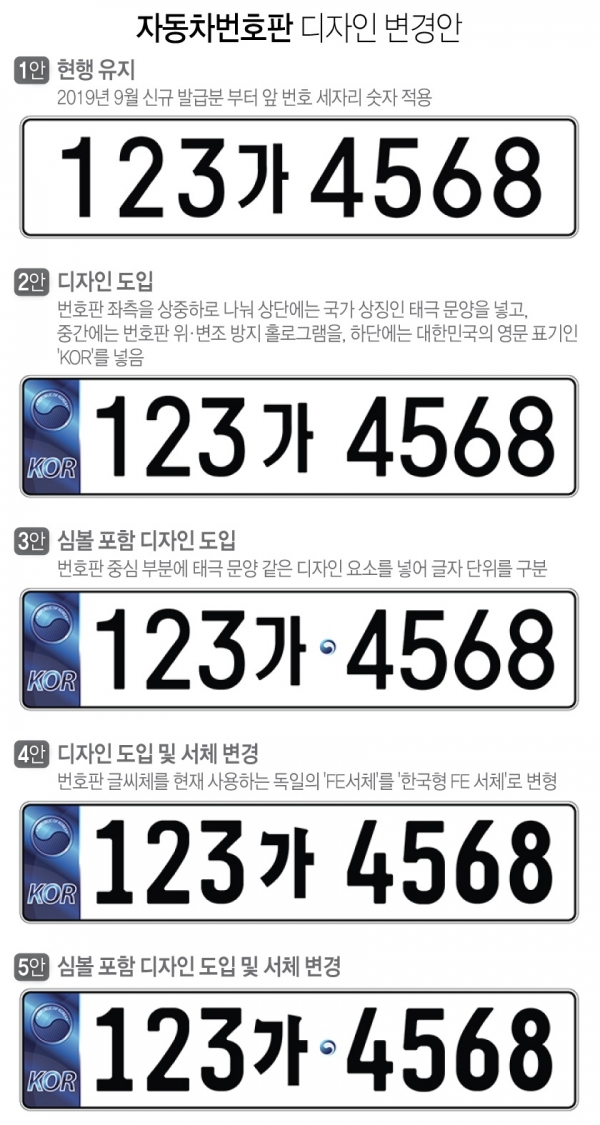 자동차번호판 디자인 변경안
1안 현행 유지
2019년 9월 신규 발급분 부터 앞 번호 세자리 숫자 적용
123가 4568
2안 디자인 도입
번호판 좌측을 상중하로 나눠 상단에는 국가 상징인 태극 문양을 넣고,
중간에는 번호판 위·변조 방지 홀로그램을, 하단에는 대한민국의 영문 표기인
'KOR'를 넣음
KOR 123가 4568
3안 심볼 포함 디자인 도입
번호판 중심 부분에 태극 문양 같은 디자인 요소를 넣어 글자 단위를 구분
KOR 123가 4568
4안 디자인 도입 및 서체 변경
번호판 글씨체를 현재 사용하는 독일의 'FE서체'를 '한국형 FE 서체'로 변형
KOR 123가 4568
5안 심볼 포함 디자인 도입 및 서체 변경
KOR 123가 4568